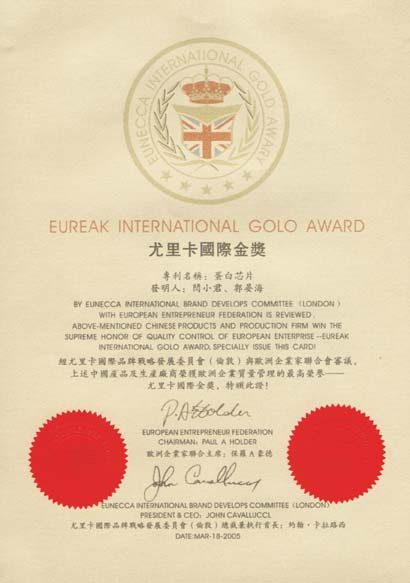 EUNECCA INTERNATIONAL GOLD AWARY
EUREAK INTERNATIONAL GOLO AWARD
尤里卡國際金獎
專利名稱：蛋白芯片
發明人：閻小君、郭晏海
BY EUNECCA INTERNATIONAL BRAND DEVELOPS COMMITTEE (LONDON)
WITH EUROPEAN ENTREPRENEUR FEDERATION IS REVIEWED,
ABOVE-MENTIONED CHINESE PRODUCTS AND PRODUCTION FIRM WIN THE
SUPREME HONOR OF QUALITY CONTROL OF EUROPEAN ENTERPRISE--EUREAK
INTERNATIONAL GOLD AWARD, SPECIALLY ISSUE THIS CARD!
經尤里卡國際品牌戰略發展委員會（倫敦）與歐洲企業家聯合會審議，
上述中國産品及生産廠商榮獲歐洲企業質量管理的最高榮譽——
尤里卡國際金獎，特頒此證！
P.A Holder
EUROPEAN ENTREPRENEUR FEDERATION
CHAIRMAN: PAUL A HOLDER
歐洲企業家聯合主席：保羅A豪德
John Cavallucci
EUNECCA INTERNATIONAL BRAND DEVELOPS COMMITTEE (LONDON)
PRESIDENT & CEO: JOHN CAVALLUCCL
尤里卡國際品牌戰略發展委員會（倫敦）總裁兼執行首長：約翰·卡拉路西
DATE:MAR-18-2005